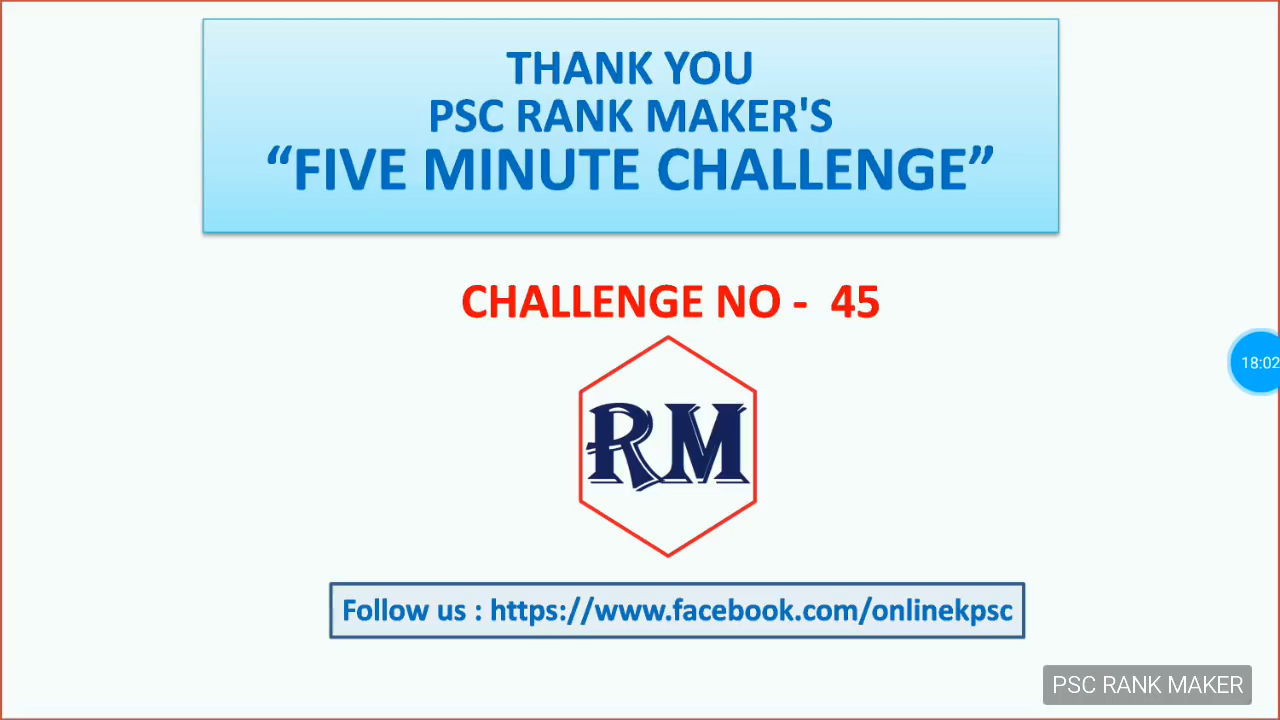 THANK YOU
PSC RANK MAKER'S
“FIVE MINUTE CHALLENGE”
CHALLENGE NO - 45
18:02
RM
Follow us : https://www.facebook.com/onlinekpsc
PSC RANK MAKER